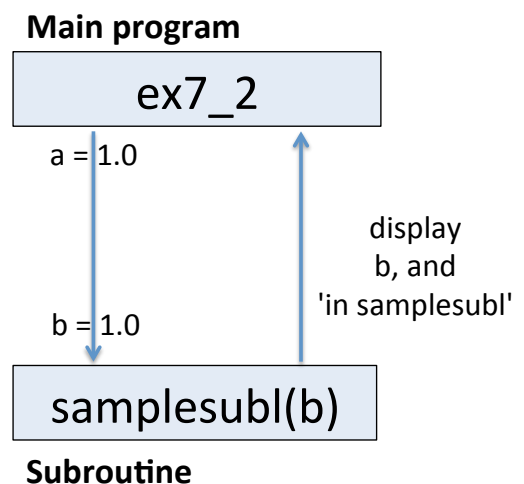 Main program
ex7_2
a = 1.0
display
b, and
'in samplesubl'
b = 1.0
samplesubl(b)
Subroutine